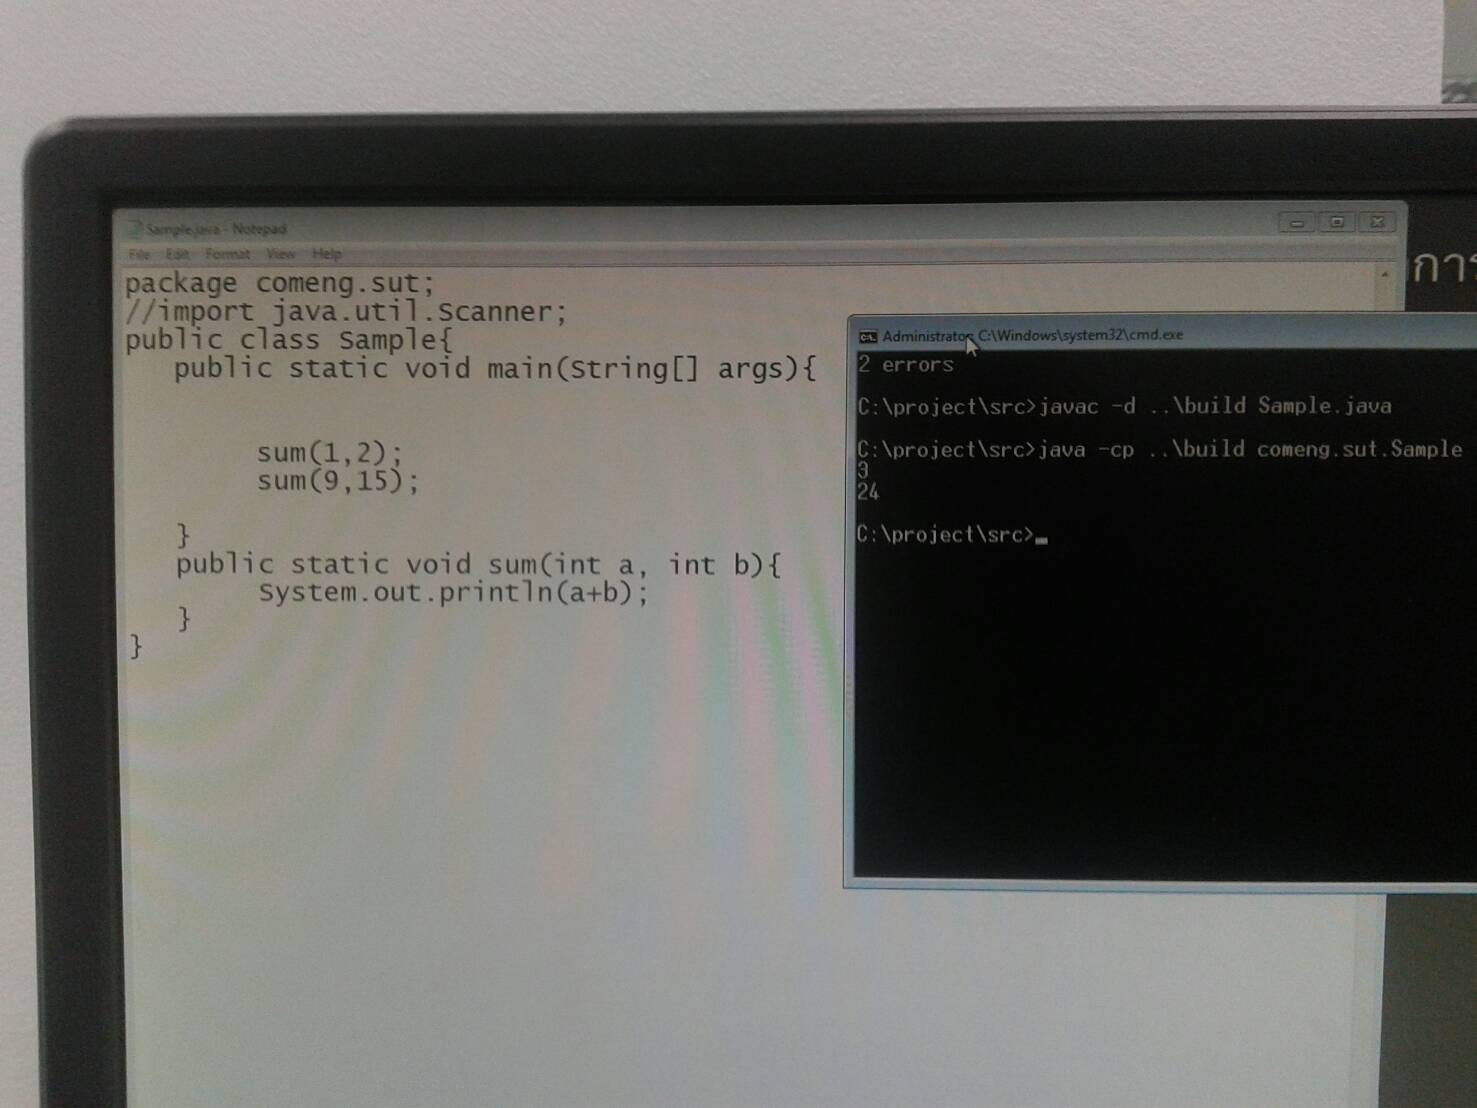 Sample.java - Notepad
File Edit Format View Help
package comeng.sut;
//import java.util.Scanner;
public class Sample{
public static void main(String[] args){
sum(1,2);
sum(9,15);
}
public static void sum(int a, int b){
System.out.println(a+b);
}
}
Administrator: C:\Windows\system32\cmd.exe
2 errors
C:\project\src>javac -d ..\build Sample.java
C:\project\src>java -cp ..\build comeng.sut.Sample
3
24
C:\project\src>